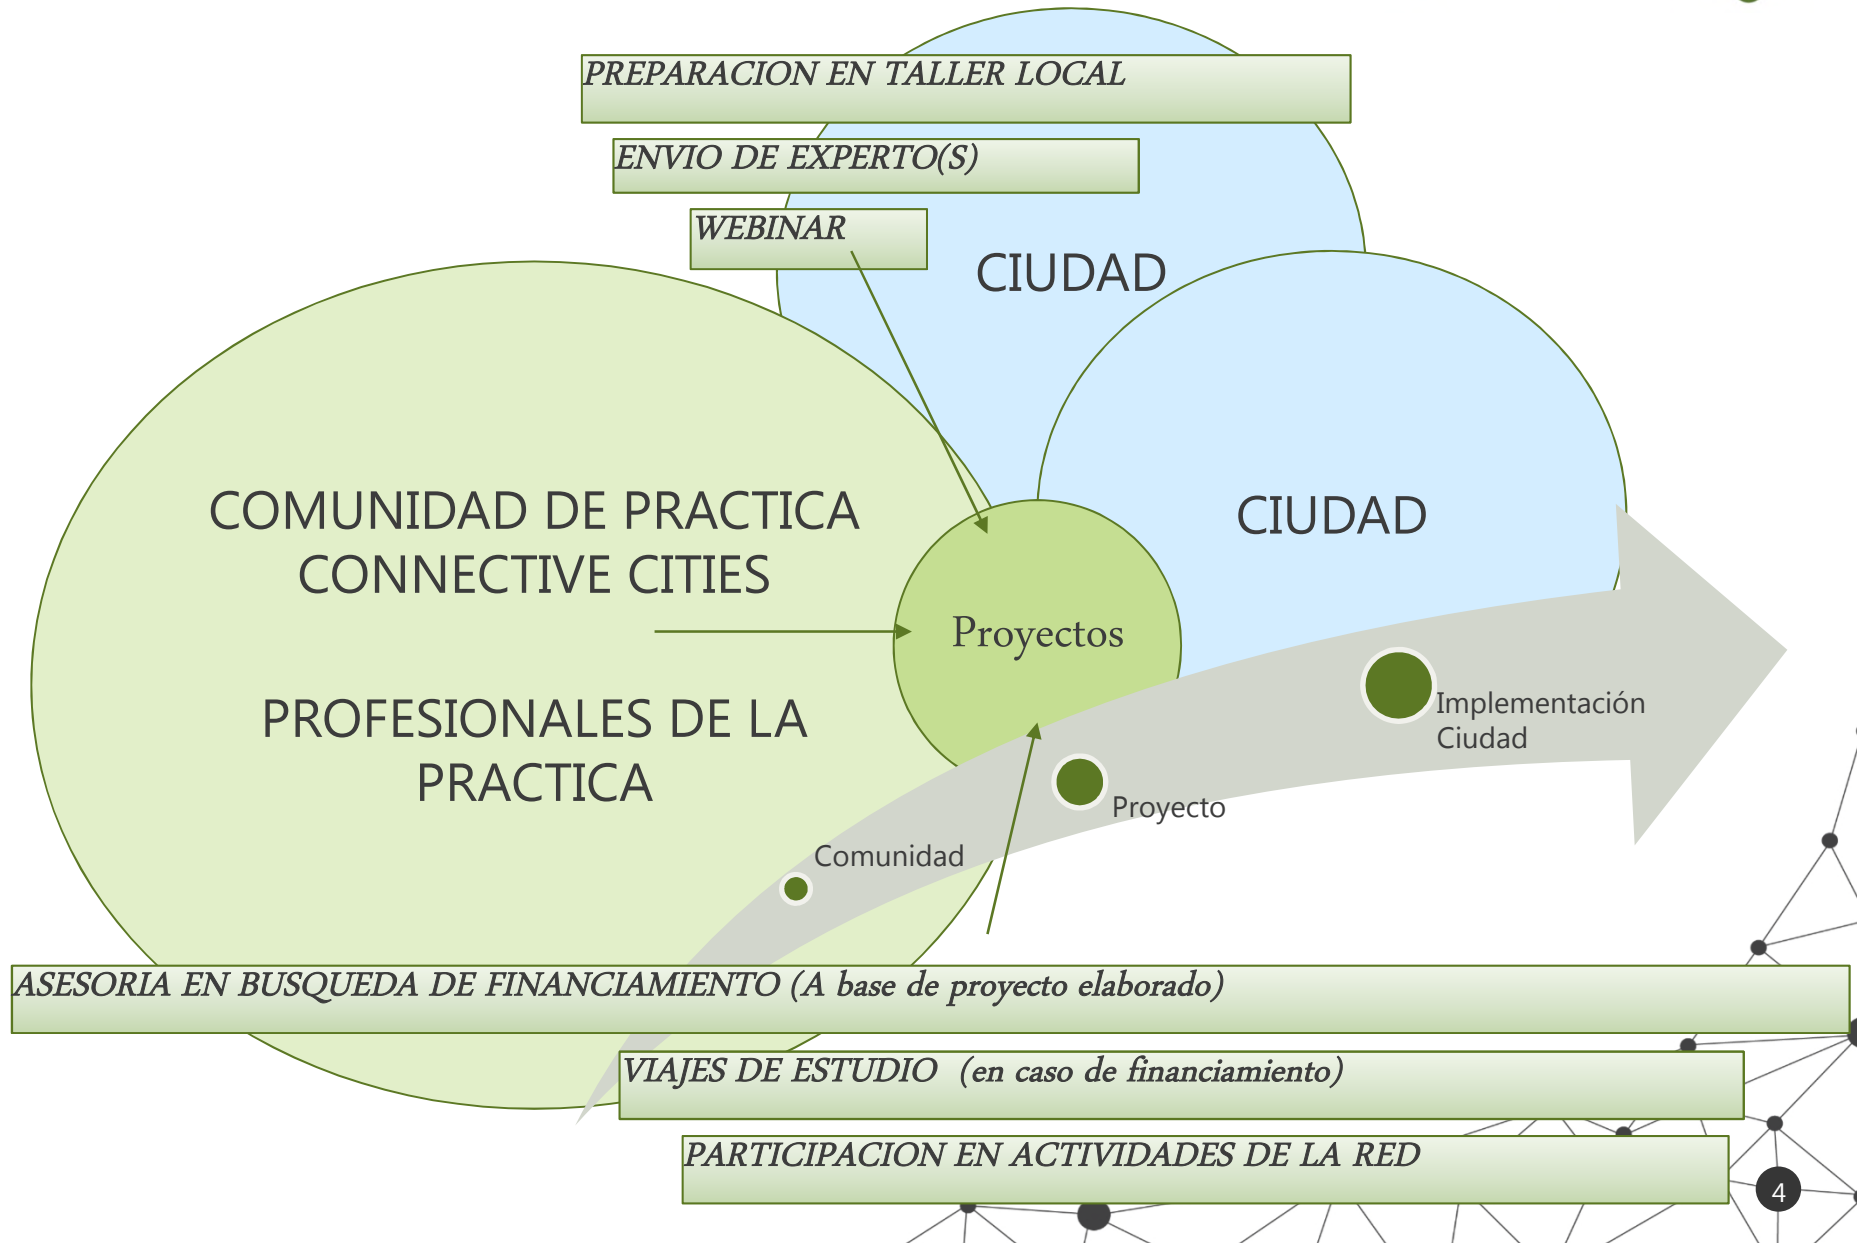 PREPARACION EN TALLER LOCAL
ENVIO DE EXPERTO(S)
WEBINAR
CIUDAD
CIUDAD
COMUNIDAD DE PRACTICA
CONNECTIVE CITIES
PROFESIONALES DE LA
PRACTICA
Proyectos
Implementación
Ciudad
Proyecto
Comunidad
ASESORIA EN BUSQUEDA DE FINANCIAMIENTO (A base de proyecto elaborado)
VIAJES DE ESTUDIO (en caso de financiamiento)
PARTICIPACION EN ACTIVIDADES DE LA RED
4